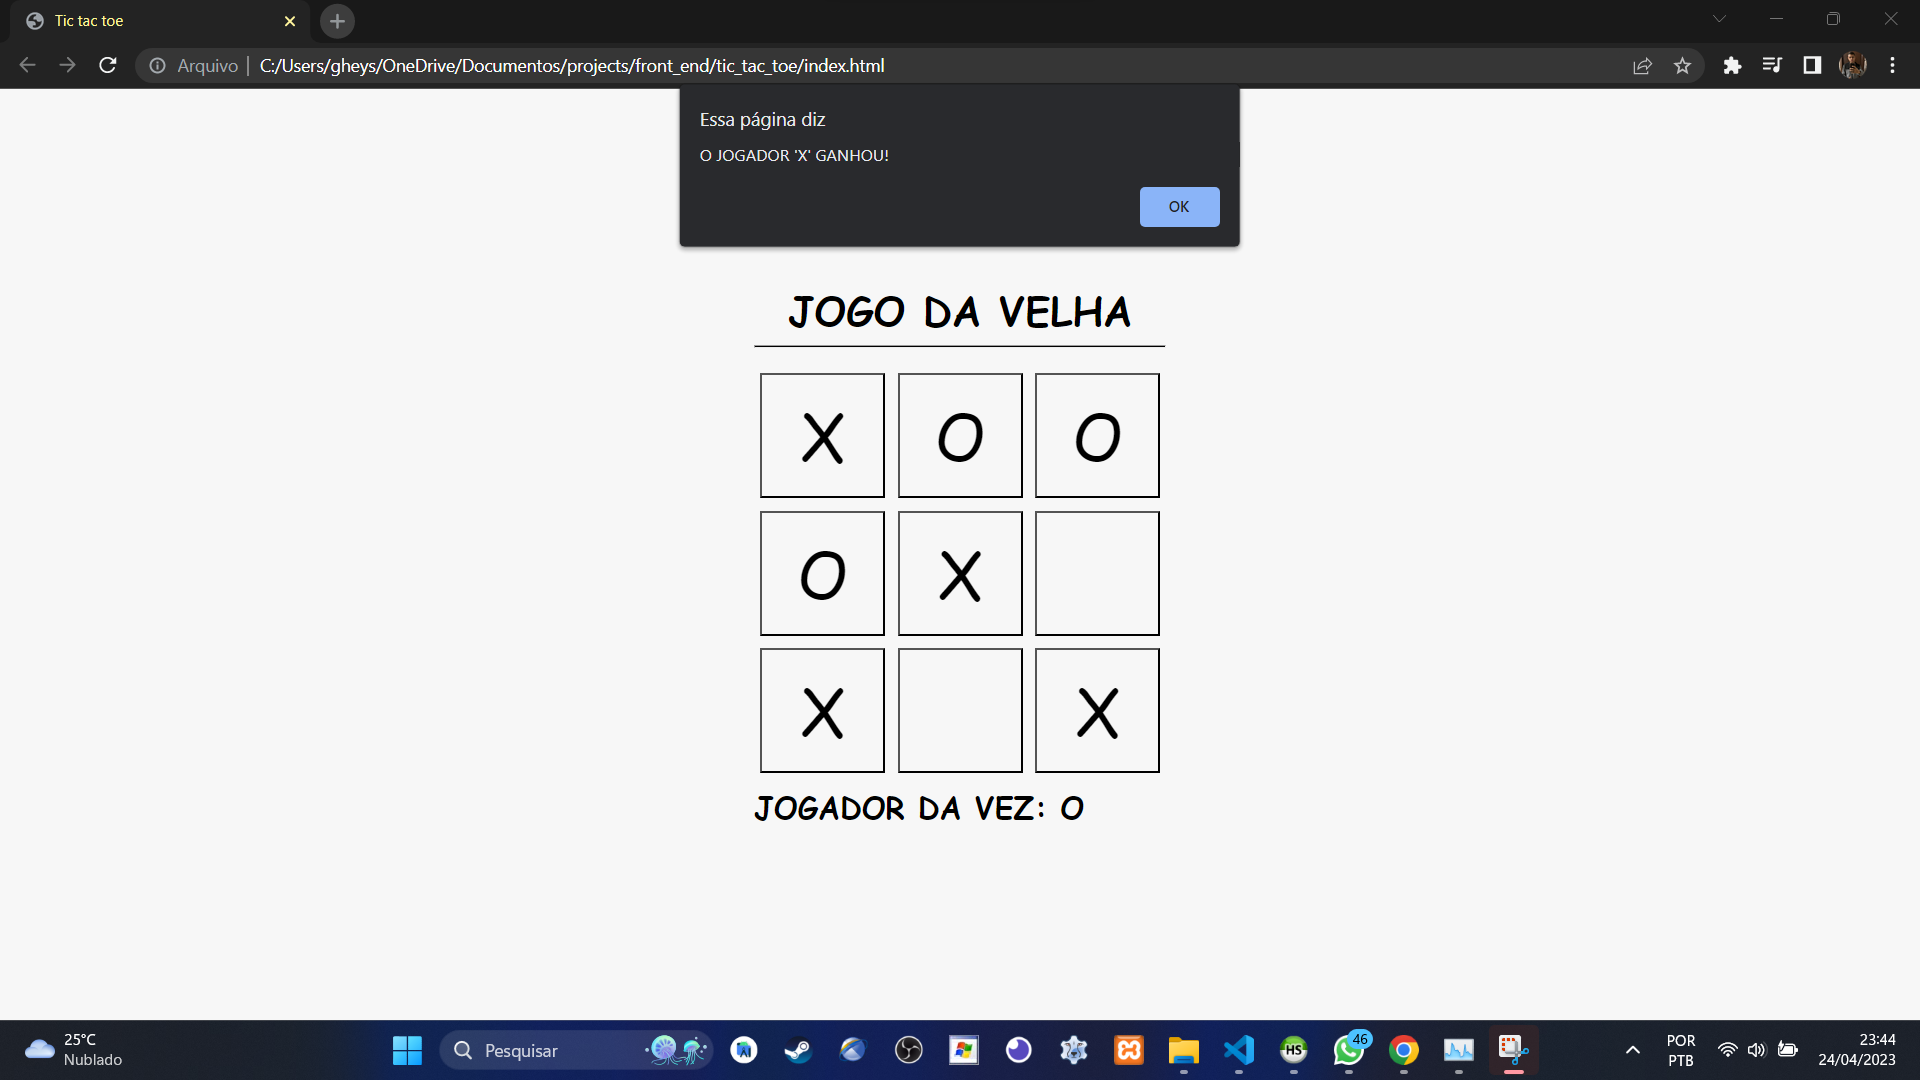 Tic tac toe
Arquivo | C:/Users/gheys/OneDrive/Documentos/projects/front_end/tic_tac_toe/index.html
Essa página diz
O JOGADOR 'X' GANHOU!
OK
JOGO DA VELHA
X O O
O X
X X
JOGADOR DA VEZ: O
25°C
Nublado
Pesquisar
HS
46
POR
PTB
23:44
24/04/2023